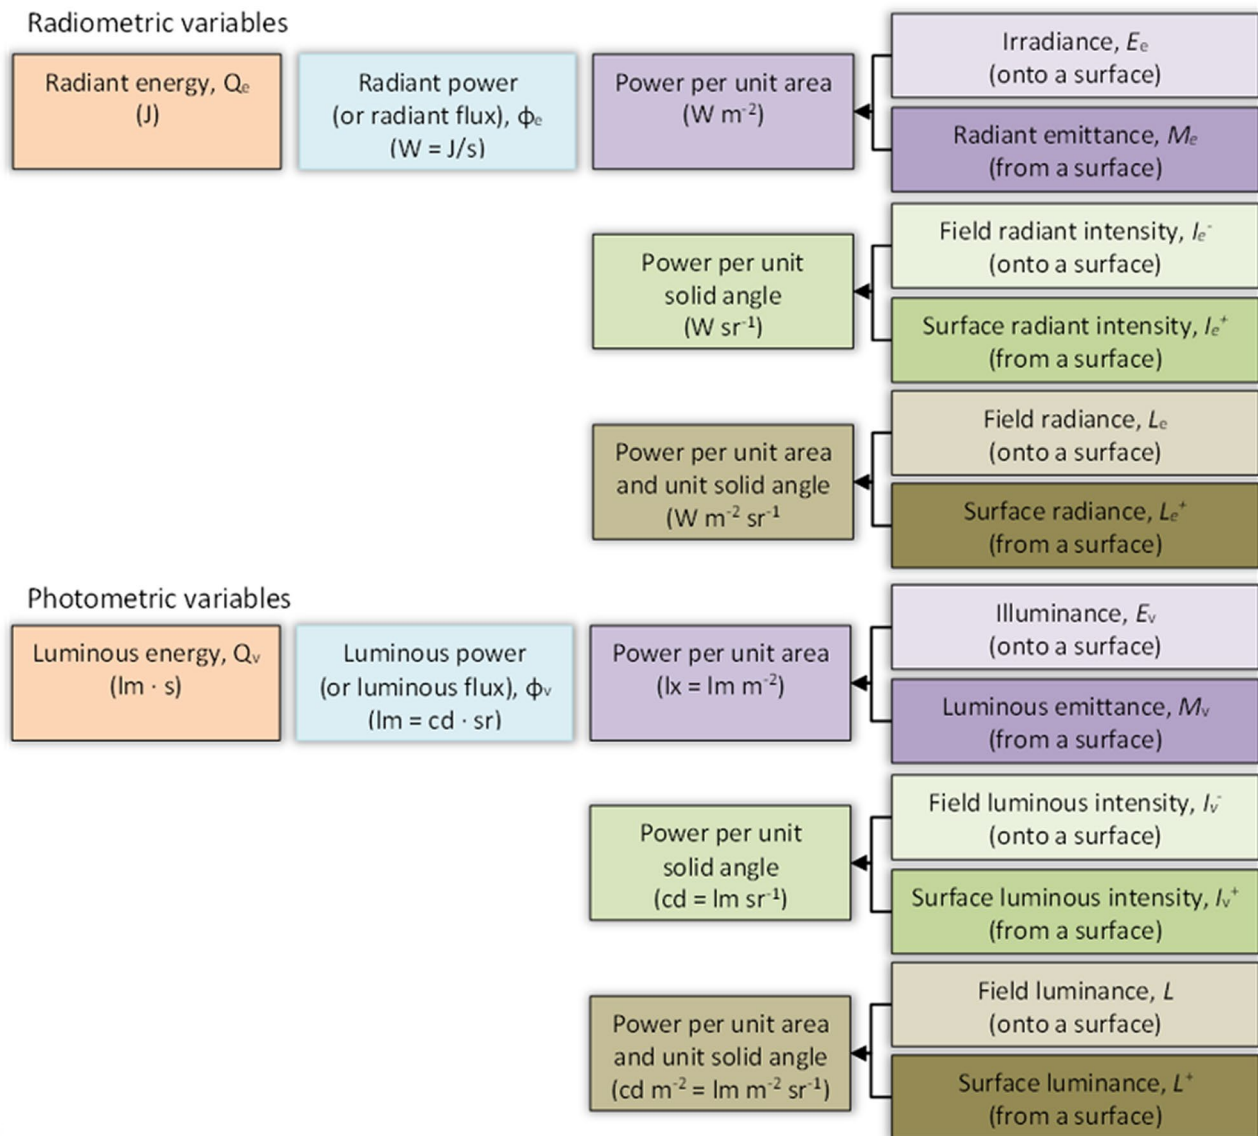 Radiometric variables
Radiant energy, Qₑ
(J)
Radiant power
(or radiant flux), ϕₑ
(W = J/s)
Power per unit area
(W m⁻²)
Irradiance, Eₑ
(onto a surface)
Radiant emittance, Mₑ
(from a surface)
Power per unit
solid angle
(W sr⁻¹)
Field radiant intensity, Iₑ⁻
(onto a surface)
Surface radiant intensity, Iₑ⁺
(from a surface)
Power per unit area
and unit solid angle
(W m⁻² sr⁻¹
Field radiance, Lₑ
(onto a surface)
Surface radiance, Lₑ⁺
(from a surface)
Photometric variables
Luminous energy, Qᵥ
(lm · s)
Luminous power
(or luminous flux), ϕᵥ
(lm = cd · sr)
Power per unit area
(lx = lm m⁻²)
Illuminance, Eᵥ
(onto a surface)
Luminous emittance, Mᵥ
(from a surface)
Power per unit
solid angle
(cd = lm sr⁻¹)
Field luminous intensity, Iᵥ⁻
(onto a surface)
Surface luminous intensity, Iᵥ⁺
(from a surface)
Power per unit area
and unit solid angle
(cd m⁻² = lm m⁻² sr⁻¹)
Field luminance, L
(onto a surface)
Surface luminance, L⁺
(from a surface)